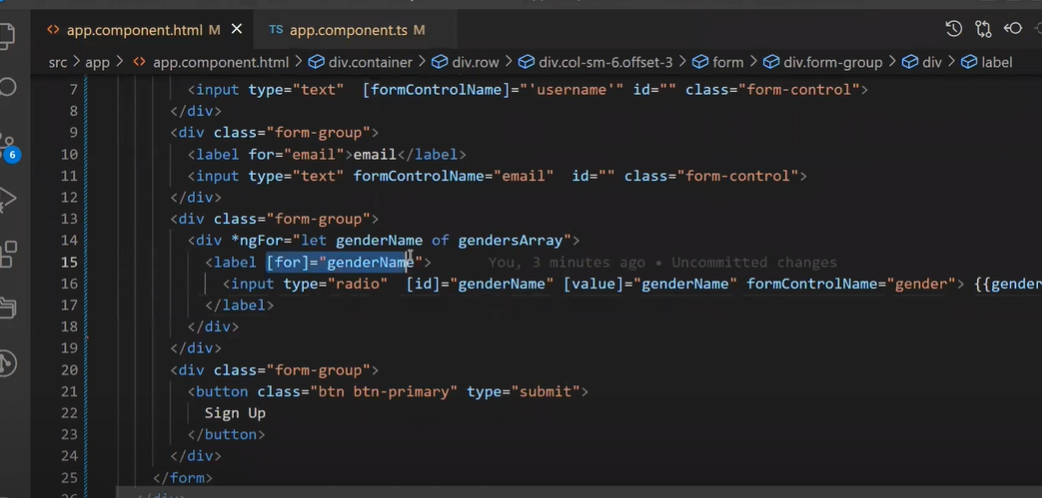 app.component.html M
TS app.component.ts M
src > app > app.component.html > div.container > div.row > div.col-sm-6.offset-3 > form > div.form-group > div > label
7 <input type="text" [formControlName]="'username'" id="" class="form-control">
8 </div>
9 <div class="form-group">
10 <label for="email">email</label>
11 <input type="text" formControlName="email" id="" class="form-control">
12 </div>
13 <div class="form-group">
14 <div *ngFor="let genderName of gendersArray">
15 <label [for]="genderName"> You, 3 minutes ago • Uncommitted changes
16 <input type="radio" [id]="genderName" [value]="genderName" formControlName="gender"> {{gender
17 </label>
18 </div>
19 </div>
20 <div class="form-group">
21 <button class="btn btn-primary" type="submit">
22 Sign Up
23 </button>
24 </div>
25 </form>
6